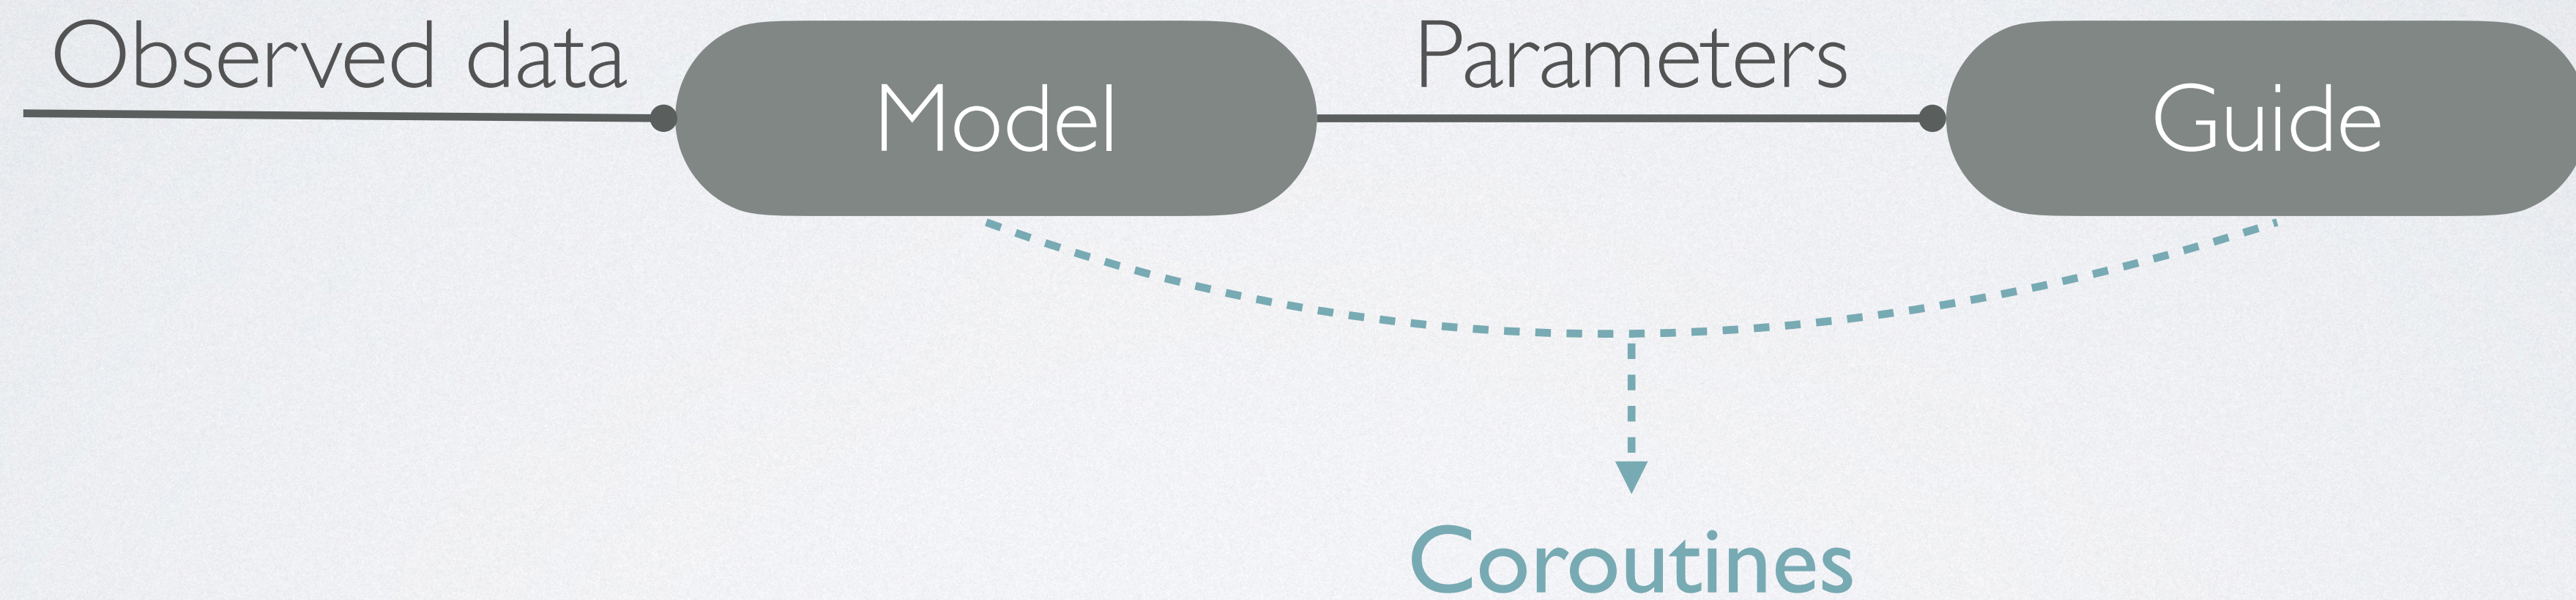 Observed data
Model
Parameters
Guide
Coroutines